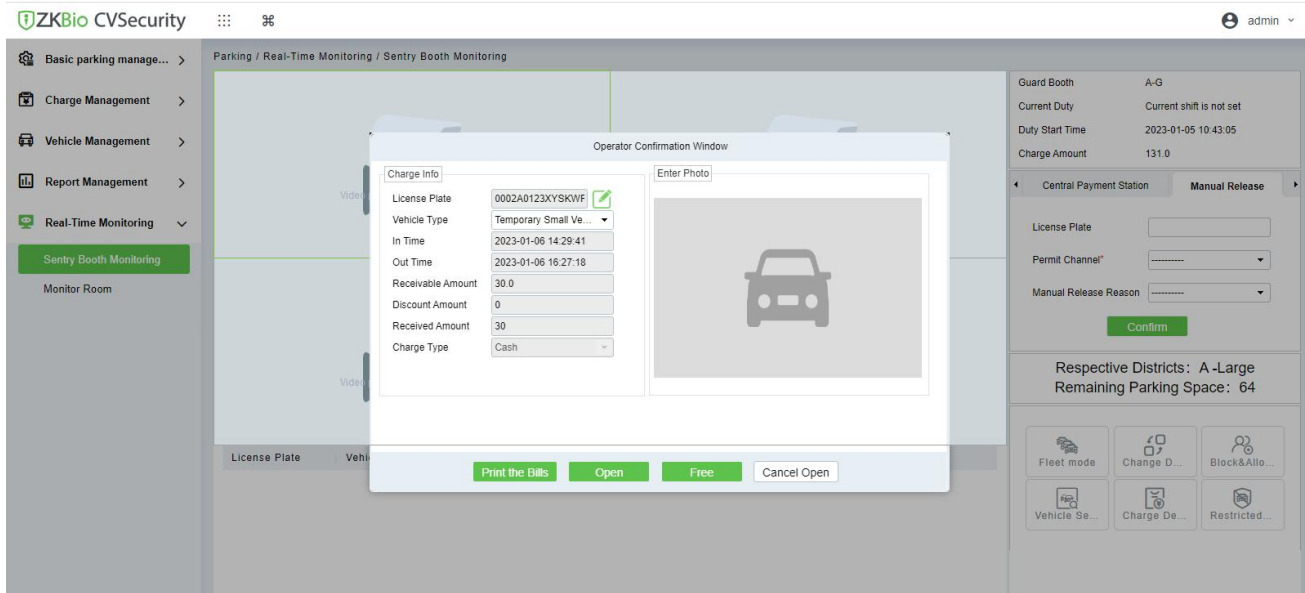 ZKBio CVSecurity
admin
Basic parking manage...
Charge Management
Vehicle Management
Report Management
Real-Time Monitoring
Sentry Booth Monitoring
Monitor Room
Parking / Real-Time Monitoring / Sentry Booth Monitoring
Video
Video
License Plate Vehi
Operator Confirmation Window
Charge Info
License Plate 0002A0123XYSKWF
Vehicle Type Temporary Small Ve...
In Time 2023-01-06 14:29:41
Out Time 2023-01-06 16:27:18
Receivable Amount 30.0
Discount Amount 0
Received Amount 30
Charge Type Cash
Enter Photo
Print the Bills Open Free Cancel Open
Guard Booth A-G
Current Duty Current shift is not set
Duty Start Time 2023-01-05 10:43:05
Charge Amount 131.0
Central Payment Station Manual Release
License Plate
Permit Channel* ----------
Manual Release Reason ----------
Confirm
Respective Districts: A -Large
Remaining Parking Space: 64
Fleet mode Change D... Block&Allo...
Vehicle Se... Charge De... Restricted...